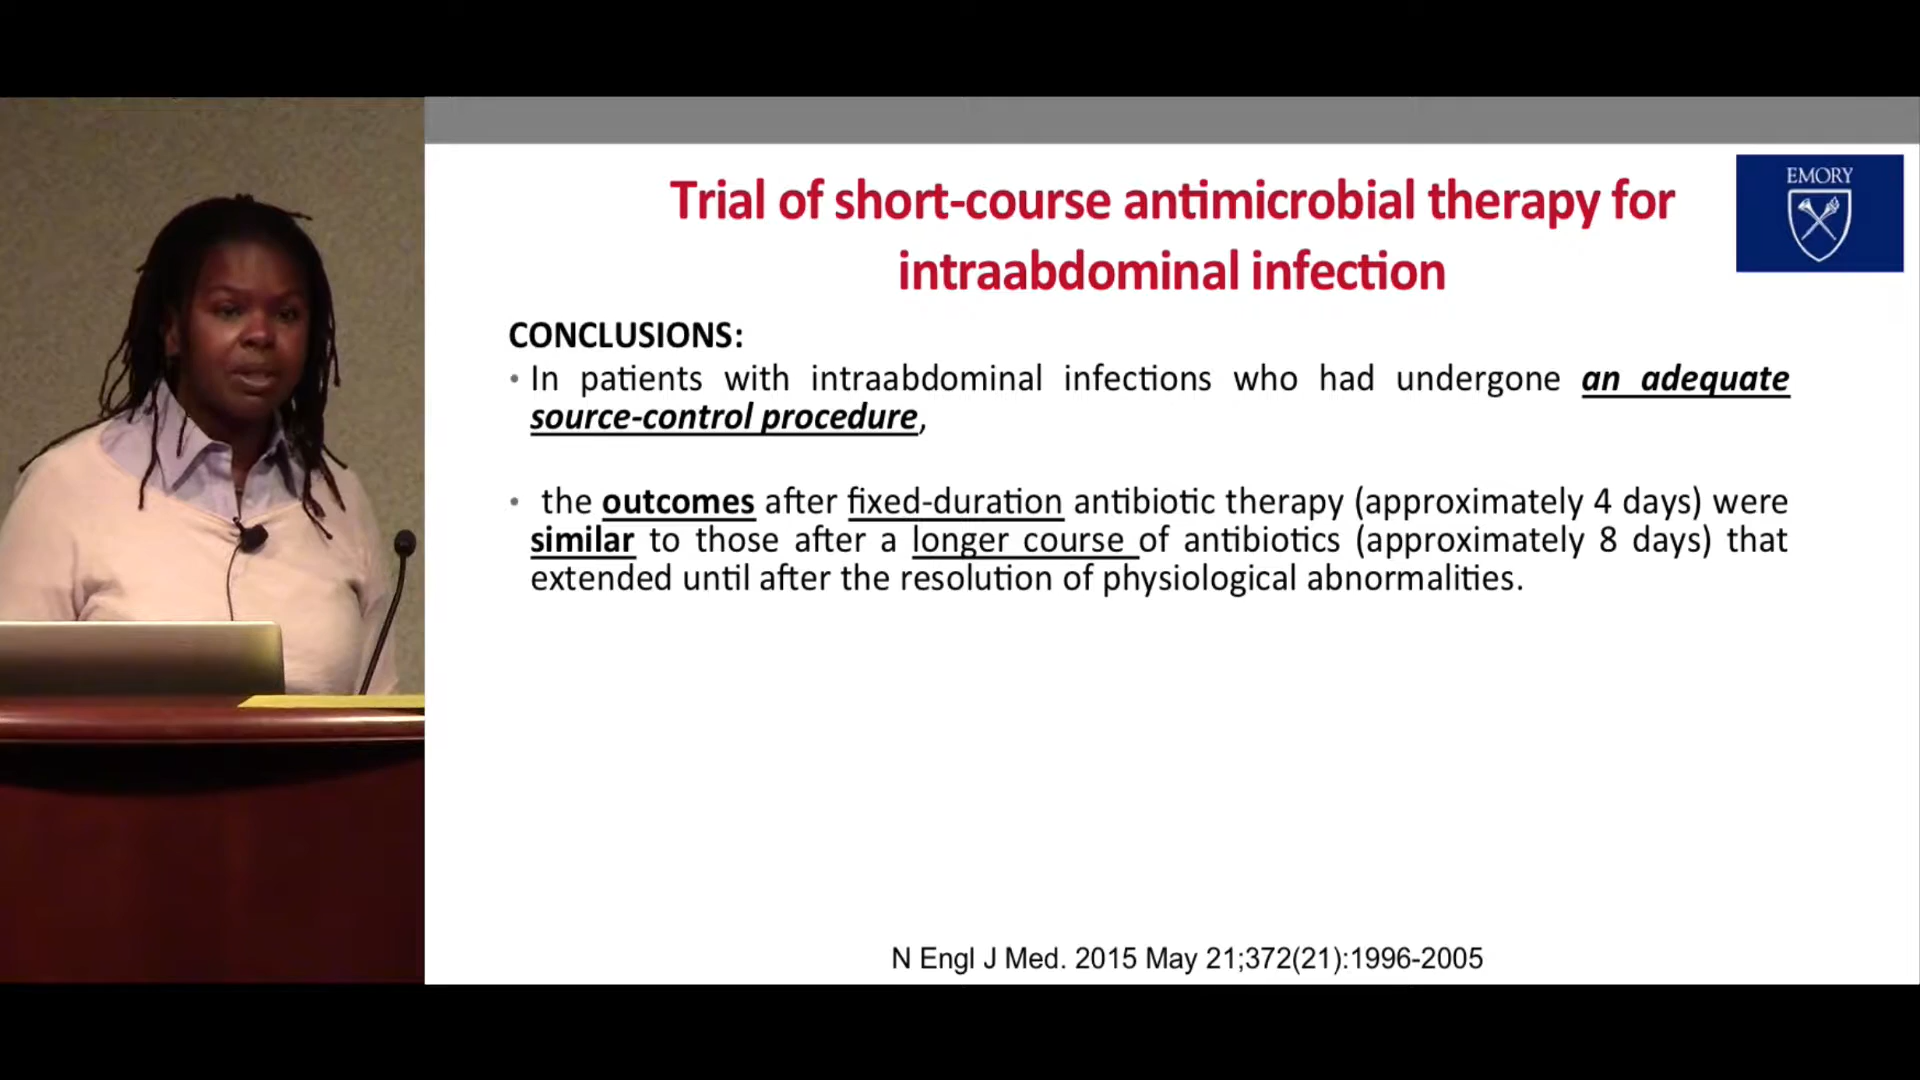 Trial of short-course antimicrobial therapy for
intraabdominal infection
EMORY
CONCLUSIONS:
• In patients with intraabdominal infections who had undergone an adequate
source-control procedure,
• the outcomes after fixed-duration antibiotic therapy (approximately 4 days) were
similar to those after a longer course of antibiotics (approximately 8 days) that
extended until after the resolution of physiological abnormalities.
N Engl J Med. 2015 May 21;372(21):1996-2005